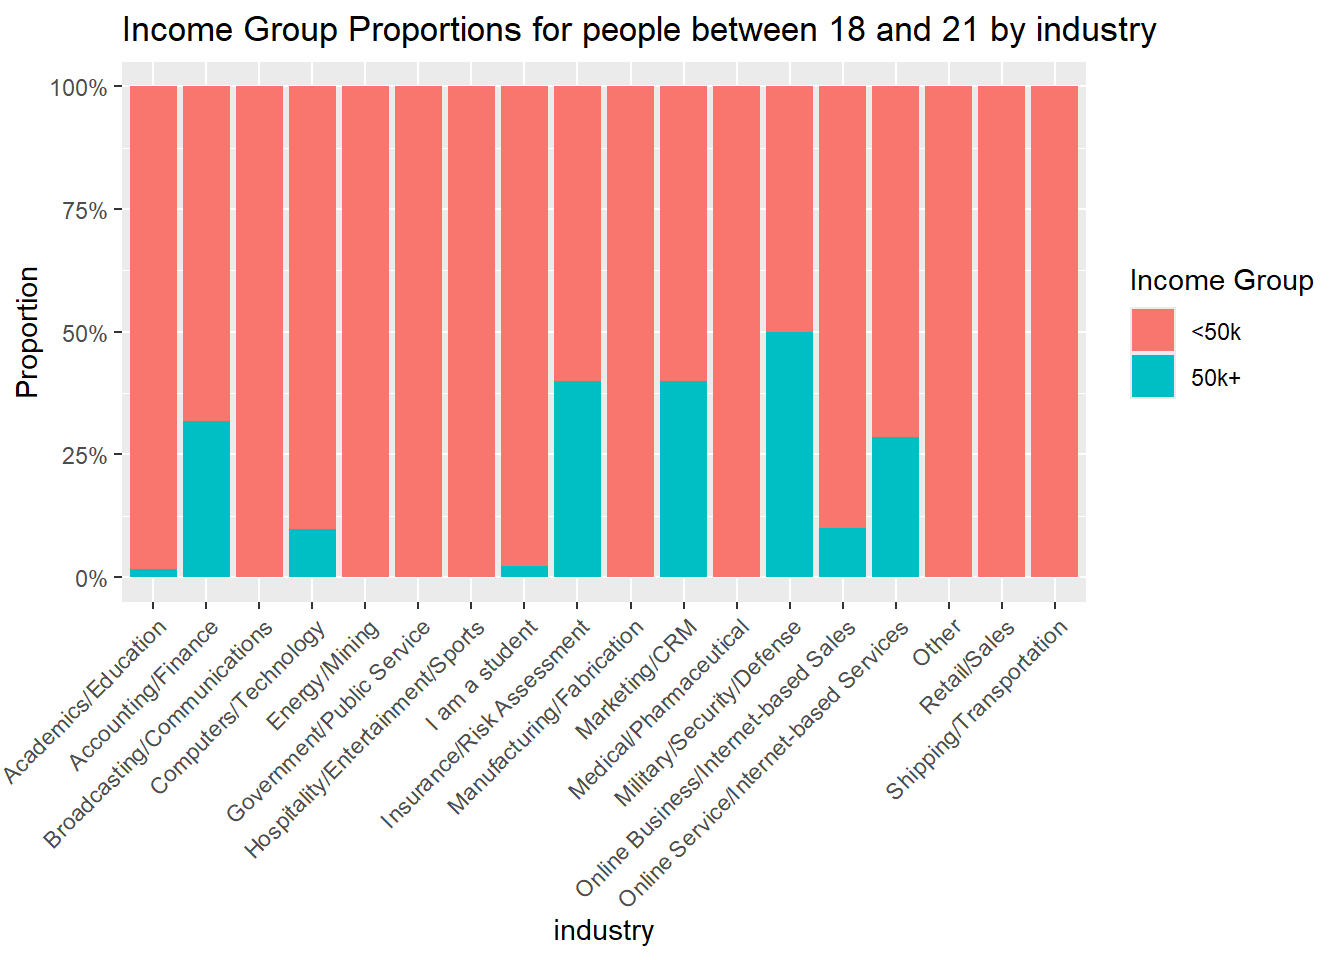 Income Group Proportions for people between 18 and 21 by industry
Proportion
100%
75%
50%
25%
0%
Academics/Education
Accounting/Finance
Broadcasting/Communications
Computers/Technology
Energy/Mining
Government/Public Service
Hospitality/Entertainment/Sports
I am a student
Insurance/Risk Assessment
Manufacturing/Fabrication
Marketing/CRM
Medical/Pharmaceutical
Military/Security/Defense
Online Business/Internet-based Sales
Online Service/Internet-based Services
Other
Retail/Sales
Shipping/Transportation
industry
Income Group
<50k
50k+